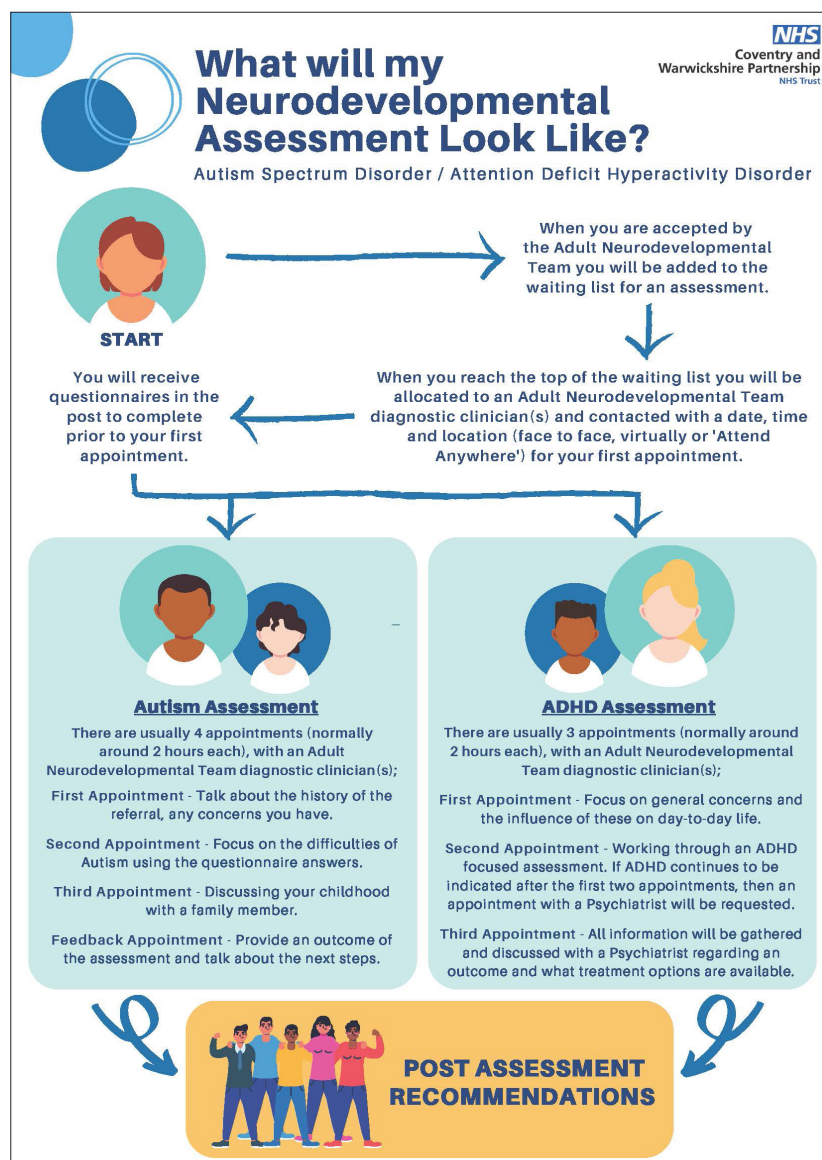 NHS
Coventry and
Warwickshire Partnership
NHS Trust
What will my
Neurodevelopmental
Assessment Look Like?
Autism Spectrum Disorder / Attention Deficit Hyperactivity Disorder
START
When you are accepted by
the Adult Neurodevelopmental
Team you will be added to the
waiting list for an assessment.
When you reach the top of the waiting list you will be
allocated to an Adult Neurodevelopmental Team
diagnostic clinician(s) and contacted with a date, time
and location (face to face, virtually or 'Attend
Anywhere') for your first appointment.
You will receive
questionnaires in the
post to complete
prior to your first
appointment.
Autism Assessment
There are usually 4 appointments (normally
around 2 hours each), with an Adult
Neurodevelopmental Team diagnostic clinician(s);
First Appointment - Talk about the history of the
referral, any concerns you have.
Second Appointment - Focus on the difficulties of
Autism using the questionnaire answers.
Third Appointment - Discussing your childhood
with a family member.
Feedback Appointment - Provide an outcome of
the assessment and talk about the next steps.
ADHD Assessment
There are usually 3 appointments (normally around
2 hours each), with an Adult Neurodevelopmental
Team diagnostic clinician(s);
First Appointment - Focus on general concerns and
the influence of these on day-to-day life.
Second Appointment - Working through an ADHD
focused assessment. If ADHD continues to be
indicated after the first two appointments, then an
appointment with a Psychiatrist will be requested.
Third Appointment - All information will be gathered
and discussed with a Psychiatrist regarding an
outcome and what treatment options are available.
POST ASSESSMENT
RECOMMENDATIONS